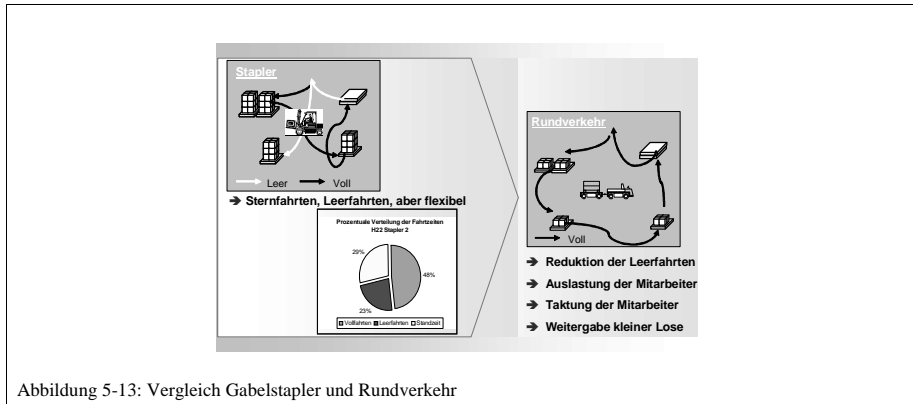 Stapler
Leer
Voll
➔ Sternfahrten, Leerfahrten, aber flexibel
Prozentuale Verteilung der Fahrtzeiten
H22 Stapler 2
29%
48%
23%
Vollfahrten Leerfahrten Standzeit
Rundverkehr
Voll
➔ Reduktion der Leerfahrten
➔ Auslastung der Mitarbeiter
➔ Taktung der Mitarbeiter
➔ Weitergabe kleiner Lose
Abbildung 5-13: Vergleich Gabelstapler und Rundverkehr